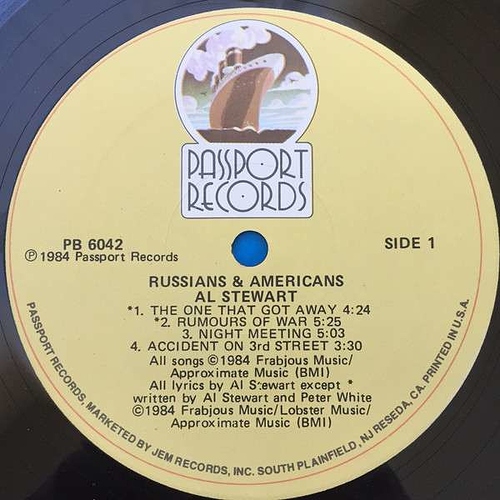 PASSPORT
RECORDS
PB 6042
SIDE 1
℗ 1984 Passport Records
RUSSIANS & AMERICANS
AL STEWART
*1. THE ONE THAT GOT AWAY 4:24
*2. RUMOURS OF WAR 5:25
3. NIGHT MEETING 5:03
4. ACCIDENT ON 3rd STREET 3:30
All songs ©1984 Frabjous Music/
Approximate Music (BMI)
All lyrics by Al Stewart except *
written by Al Stewart and Peter White
©1984 Frabjous Music/Lobster Music/
Approximate Music (BMI)
PASSPORT RECORDS, MARKETED BY JEM RECORDS, INC. SOUTH PLAINFIELD, NJ RESEDA, CA. PRINTED IN U.S.A.